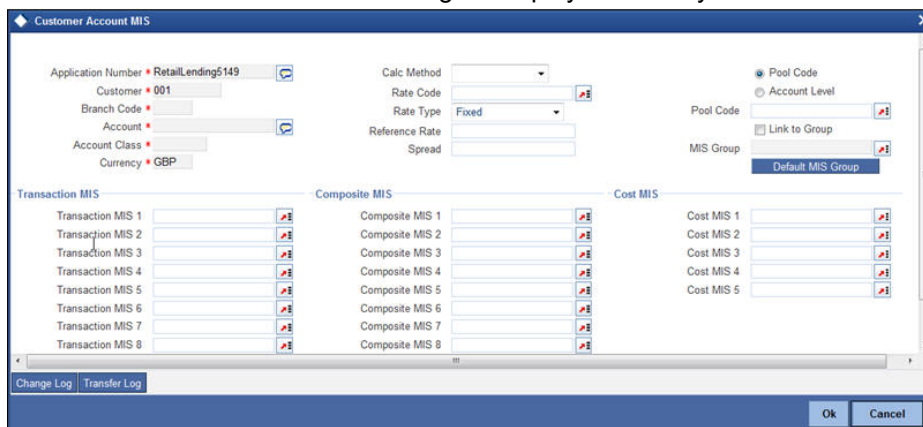 Customer Account MIS
Application Number * RetailLending5149
Customer * 001
Branch Code *
Account *
Account Class *
Currency * GBP
Calc Method
Rate Code
Rate Type Fixed
Reference Rate
Spread
Pool Code
Account Level
Pool Code
Link to Group
MIS Group
Default MIS Group
Transaction MIS
Transaction MIS 1
Transaction MIS 2
Transaction MIS 3
Transaction MIS 4
Transaction MIS 5
Transaction MIS 6
Transaction MIS 7
Transaction MIS 8
Composite MIS
Composite MIS 1
Composite MIS 2
Composite MIS 3
Composite MIS 4
Composite MIS 5
Composite MIS 6
Composite MIS 7
Composite MIS 8
Cost MIS
Cost MIS 1
Cost MIS 2
Cost MIS 3
Cost MIS 4
Cost MIS 5
Change Log Transfer Log
Ok Cancel